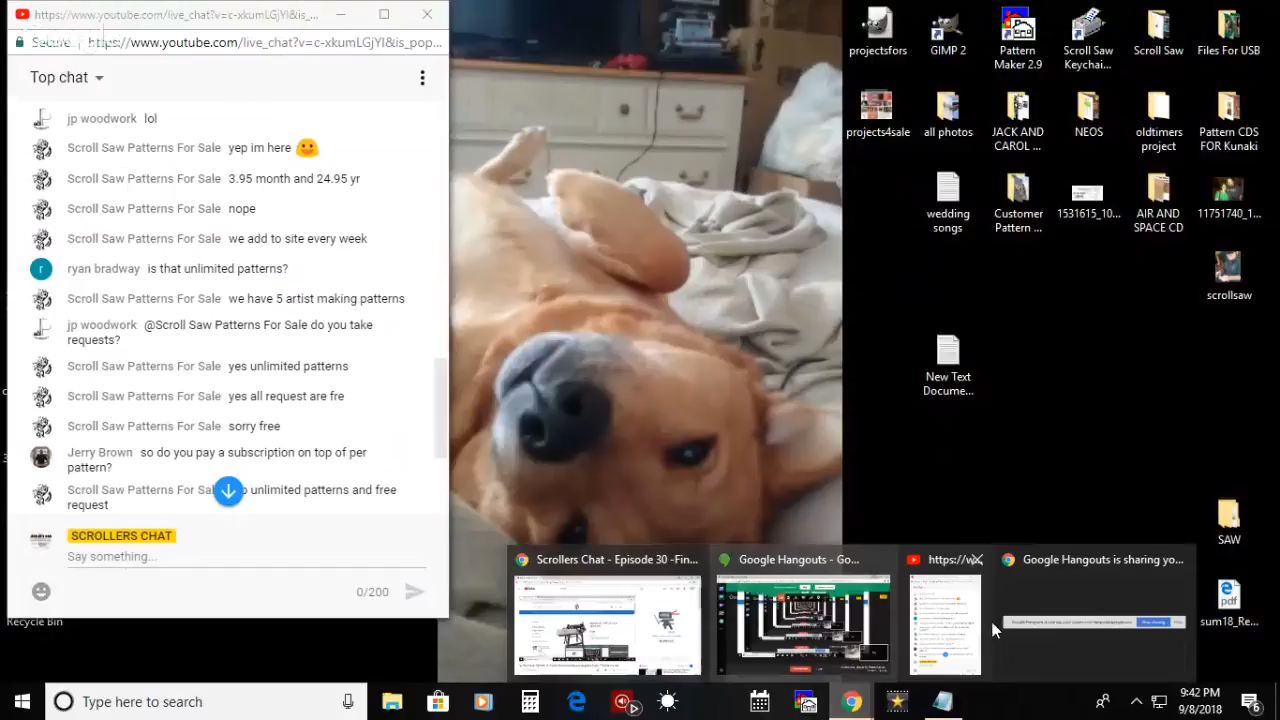 https://www.youtube.com/live_chat?v=c-xkumLGjYI&is_p...
Secure
https://www.youtube.com/live_chat?v=c-xkumLGjYI&is_pop...
Top chat
jp woodwork lol
Scroll Saw Patterns For Sale yep im here
Scroll Saw Patterns For Sale 3.95 month and 24.95 yr
Scroll Saw Patterns For Sale nope
Scroll Saw Patterns For Sale we add to site every week
r
ryan bradway is that unlimited patterns?
Scroll Saw Patterns For Sale we have 5 artist making patterns
jp woodwork @Scroll Saw Patterns For Sale do you take
requests?
Scroll Saw Patterns For Sale yes unlimited patterns
Scroll Saw Patterns For Sale yes all request are fre
Scroll Saw Patterns For Sale sorry free
Jerry Brown so do you pay a subscription on top of per
pattern?
Scroll Saw Patterns For unlimited patterns and free
request
SCROLLERS CHAT
Say something...
0/200
projectsfors
GIMP 2
Pattern
Maker 2.9
Scroll Saw
Keychai...
Scroll Saw
Files For USB
projects4sale
all photos
JACK AND
CAROL ...
NEOS
oldtimers
project
Pattern CDS
FOR Kunaki
wedding
songs
Customer
Pattern ...
1531615_10...
AIR AND
SPACE CD
11751740_1...
scrollsaw
New Text
Docume...
SAW
pdf
Recycle
Scrollers Chat - Episode 30 -Fin...
Google Hangouts - Go...
https://w
Google Hangouts is sharing yo...
Type here to search
9:42 PM
9/8/2018
6